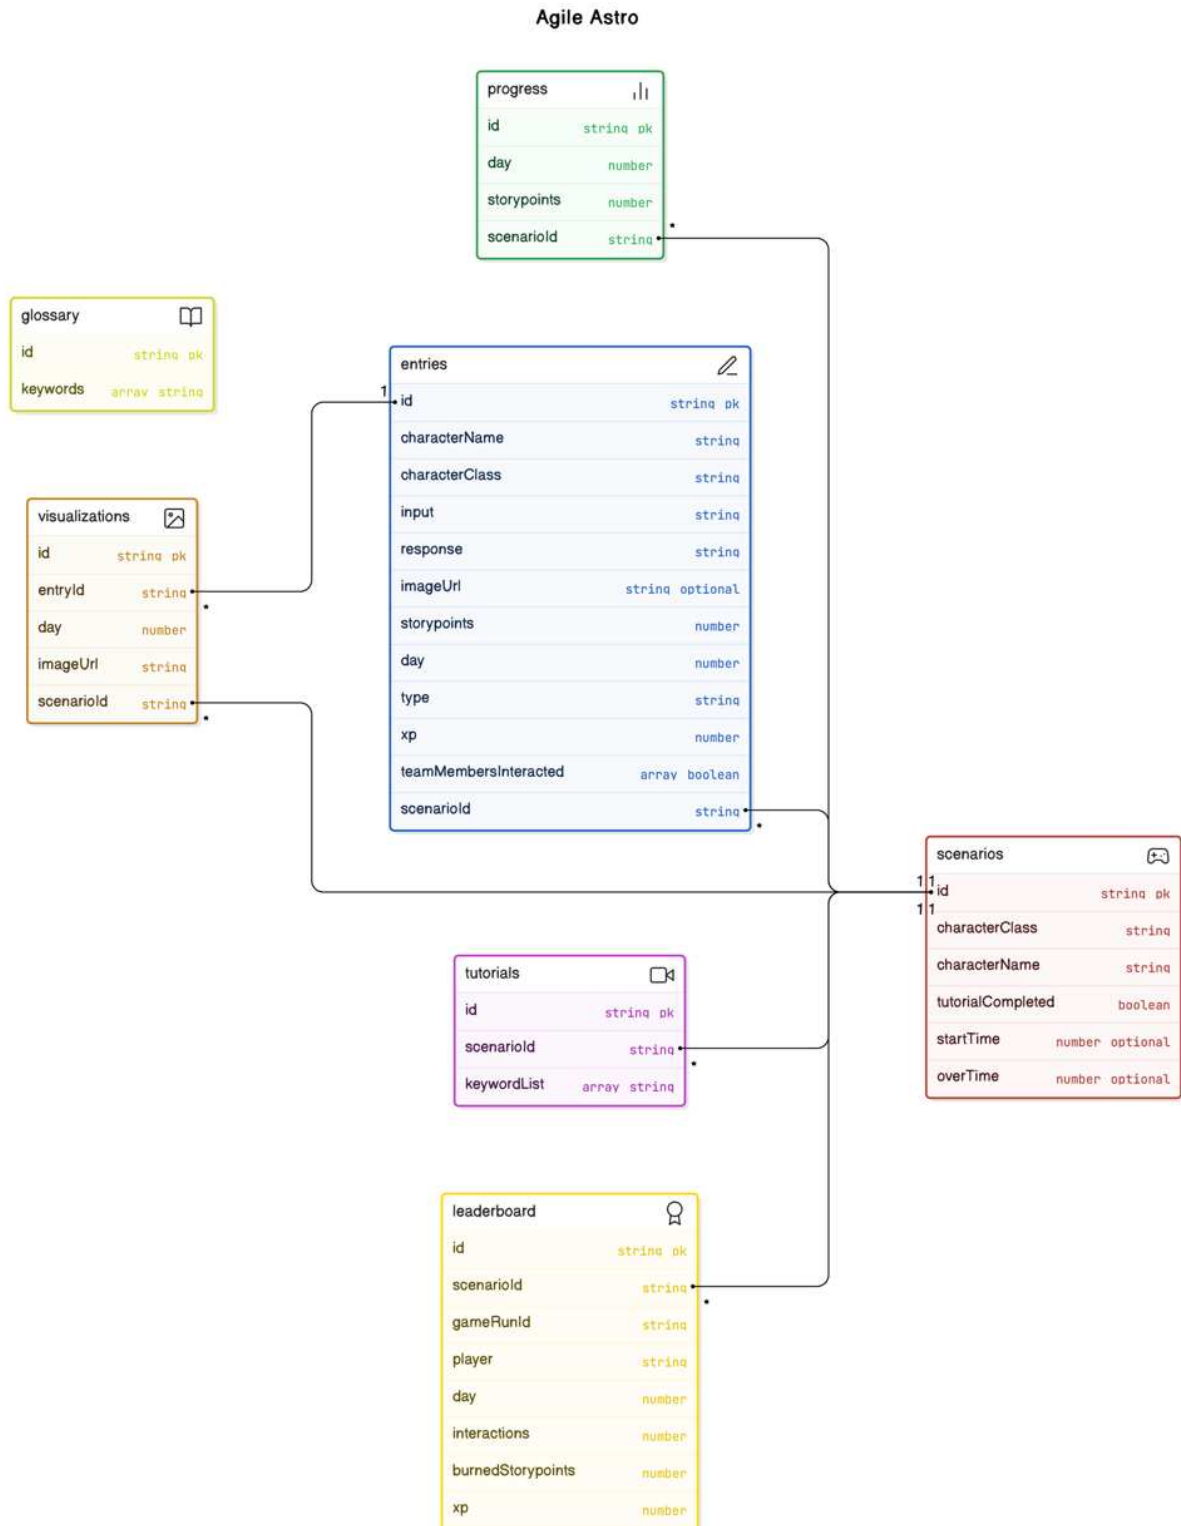 Agile Astro
progress
id string pk
day number
storypoints number
scenarioId string
*
glossary
id string pk
keywords array string
entries
1
id string pk
characterName string
characterClass string
input string
response string
imageUrl string optional
storypoints number
day number
type string
xp number
teamMembersInteracted array boolean
scenarioId string
*
visualizations
id string pk
entryId string
*
day number
imageUrl string
scenarioId string
*
scenarios
1 1
id string pk
1 1
characterClass string
characterName string
tutorialCompleted boolean
startTime number optional
overTime number optional
tutorials
id string pk
scenarioId string
*
keywordList array string
leaderboard
id string pk
scenarioId string
*
gameRunId string
player string
day number
interactions number
burnedStorypoints number
xp number